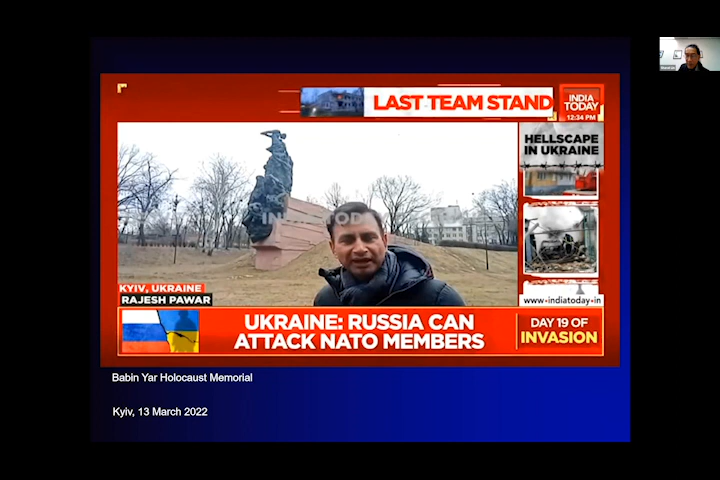 LAST TEAM STAND
INDIA
TODAY
12:34 PM
HELLSCAPE
IN UKRAINE
INDIA TODAY
KYIV, UKRAINE
RAJESH PAWAR
www•indiatoday•in
UKRAINE: RUSSIA CAN
ATTACK NATO MEMBERS
DAY 19 OF
INVASION
Babin Yar Holocaust Memorial
Kyiv, 13 March 2022